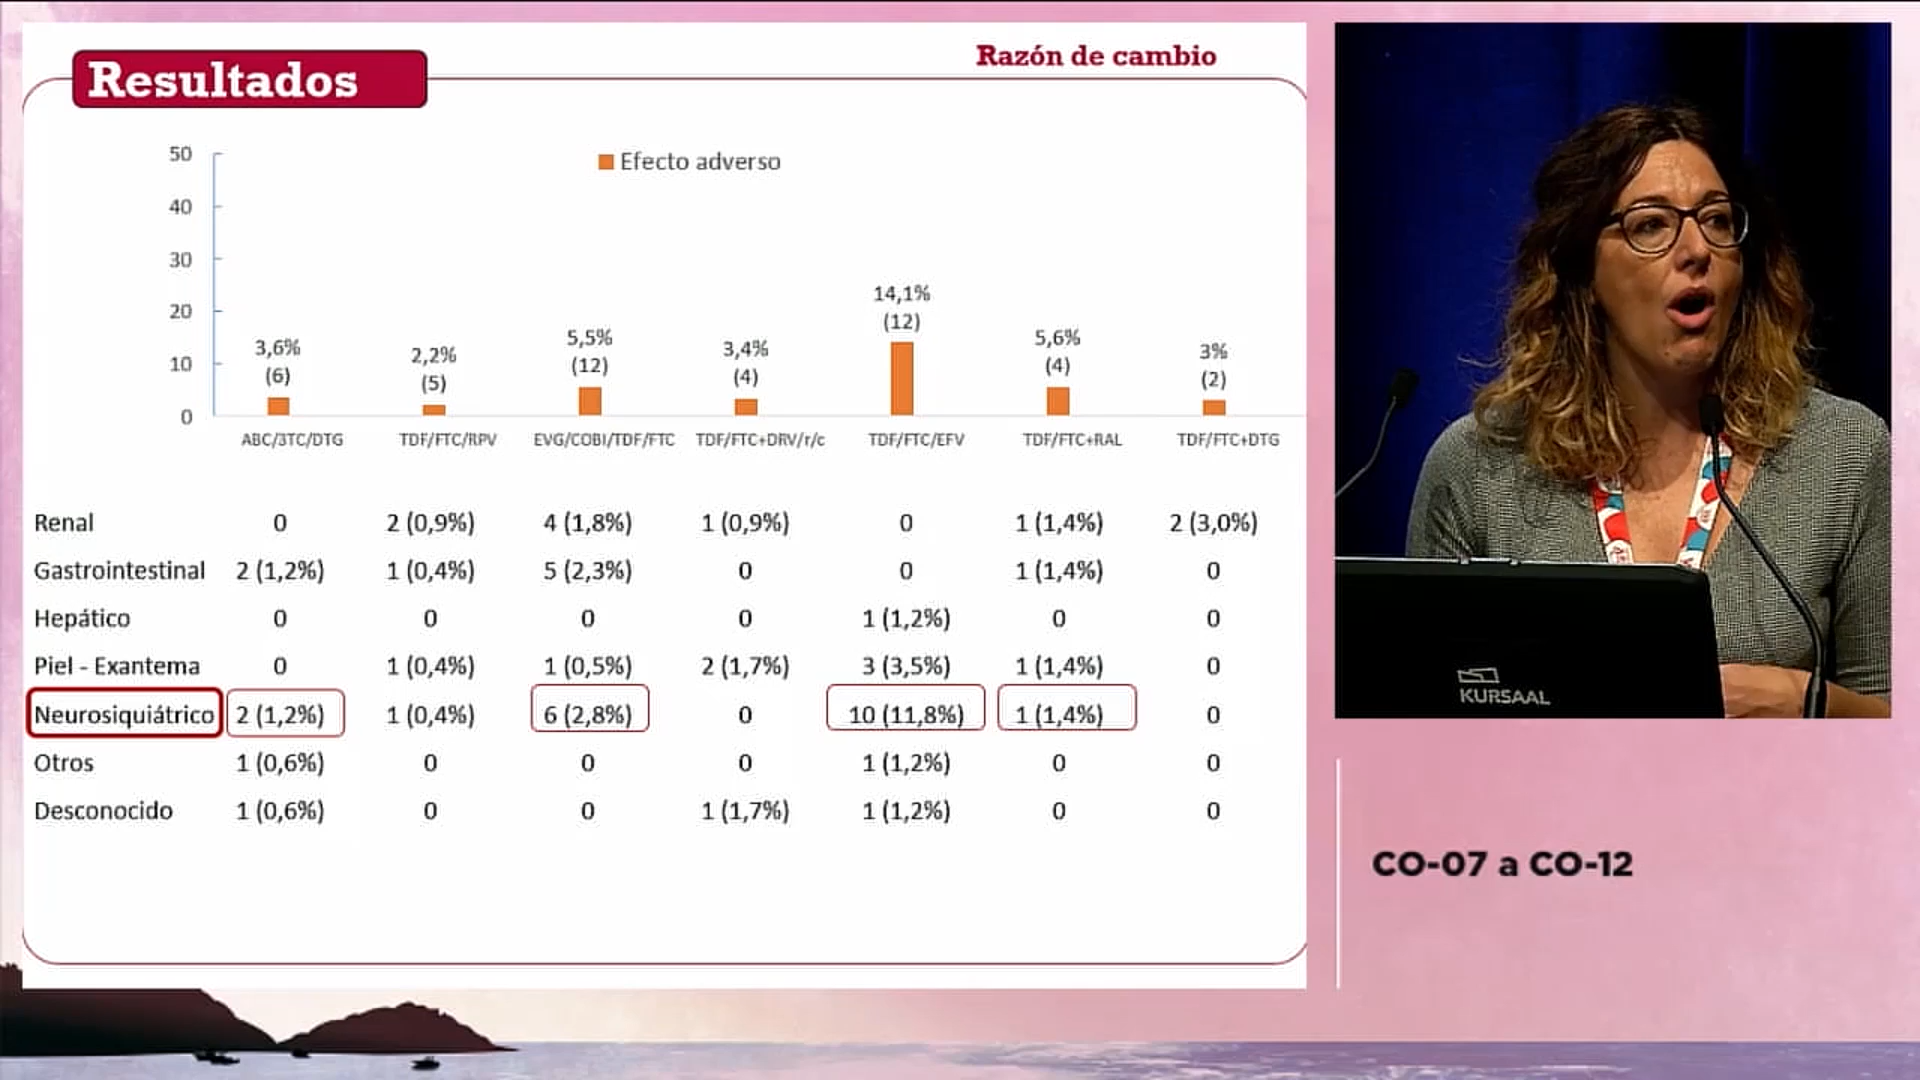 Razón de cambio
Resultados
50
40
30
20
10
0
Efecto adverso
3,6%
(6)
2,2%
(5)
5,5%
(12)
3,4%
(4)
14,1%
(12)
5,6%
(4)
3%
(2)
ABC/3TC/DTG TDF/FTC/RPV EVG/COBI/TDF/FTC TDF/FTC+DRV/r/c TDF/FTC/EFV TDF/FTC+RAL TDF/FTC+DTG
Renal 0 2 (0,9%) 4 (1,8%) 1 (0,9%) 0 1 (1,4%) 2 (3,0%)
Gastrointestinal 2 (1,2%) 1 (0,4%) 5 (2,3%) 0 0 1 (1,4%) 0
Hepático 0 0 0 0 1 (1,2%) 0 0
Piel - Exantema 0 1 (0,4%) 1 (0,5%) 2 (1,7%) 3 (3,5%) 1 (1,4%) 0
Neurosiquiátrico 2 (1,2%) 1 (0,4%) 6 (2,8%) 0 10 (11,8%) 1 (1,4%) 0
Otros 1 (0,6%) 0 0 0 1 (1,2%) 0 0
Desconocido 1 (0,6%) 0 0 1 (1,7%) 1 (1,2%) 0 0
KURSAAL
CO-07 a CO-12